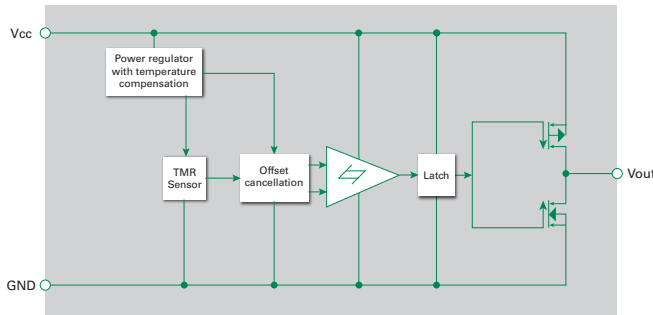 Vcc
Power regulator
with temperature
compensation
TMR
Sensor
Offset
cancellation
Latch
Vout
GND